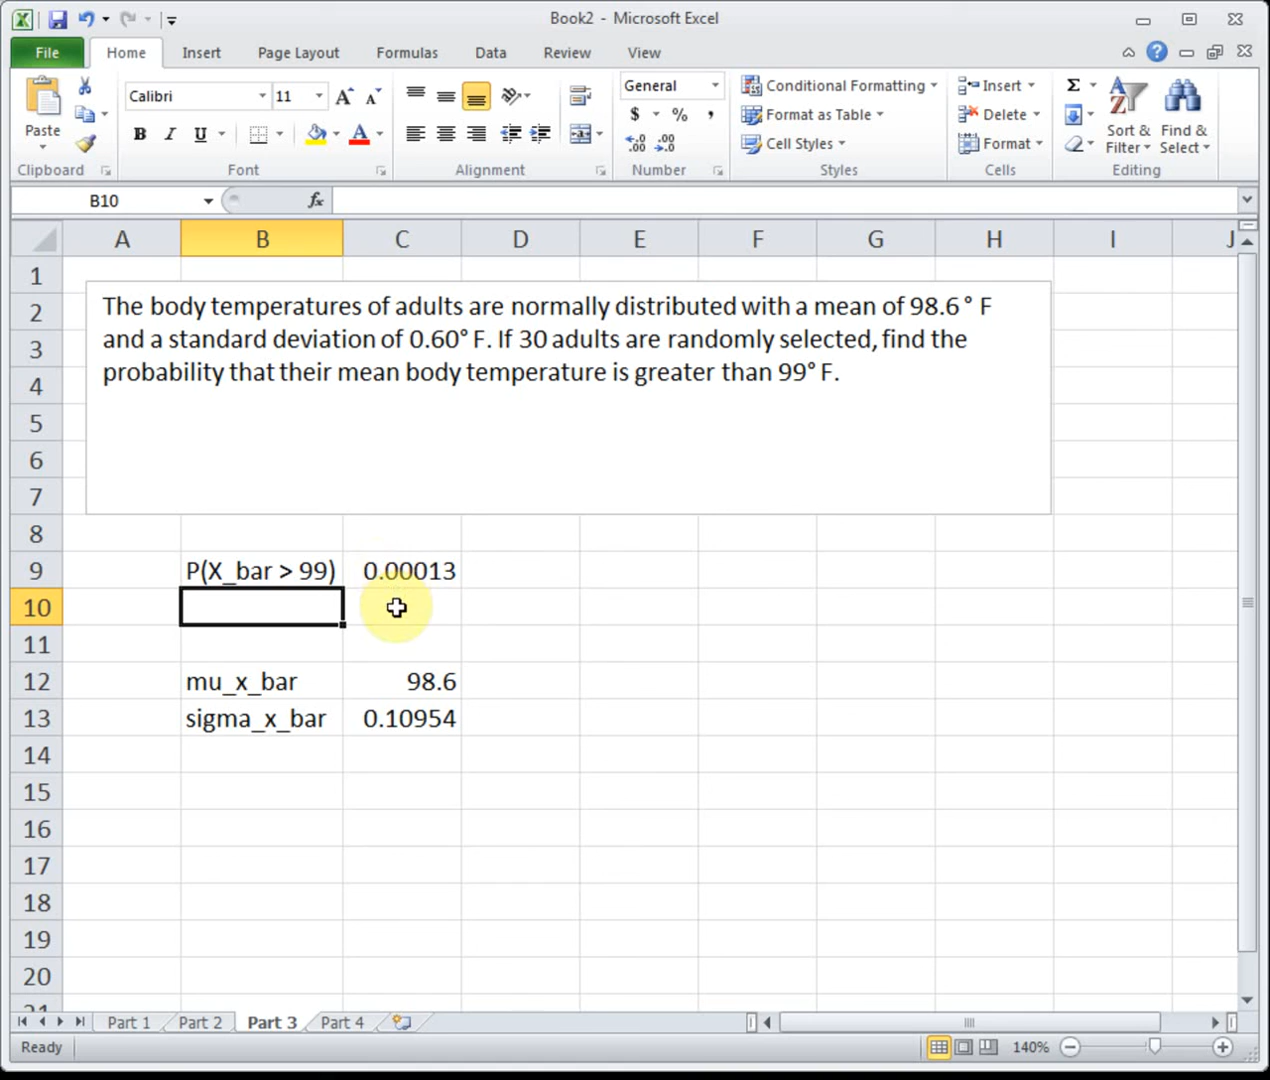 Book2 - Microsoft Excel
File Home Insert Page Layout Formulas Data Review View
Paste
Calibri 11
B I U
General
$ % ,
Conditional Formatting
Format as Table
Cell Styles
Insert
Delete
Format
Σ
Sort & Filter
Find & Select
Clipboard Font Alignment Number Styles Cells Editing
B10 fx
A B C D E F G H I J
1
2
3
4
5
6
7
8
9
10
11
12
13
14
15
16
17
18
19
20
21
The body temperatures of adults are normally distributed with a mean of 98.6° F
and a standard deviation of 0.60° F. If 30 adults are randomly selected, find the
probability that their mean body temperature is greater than 99° F.
P(X_bar > 99) 0.00013
mu_x_bar 98.6
sigma_x_bar 0.10954
Part 1 Part 2 Part 3 Part 4
Ready 140%